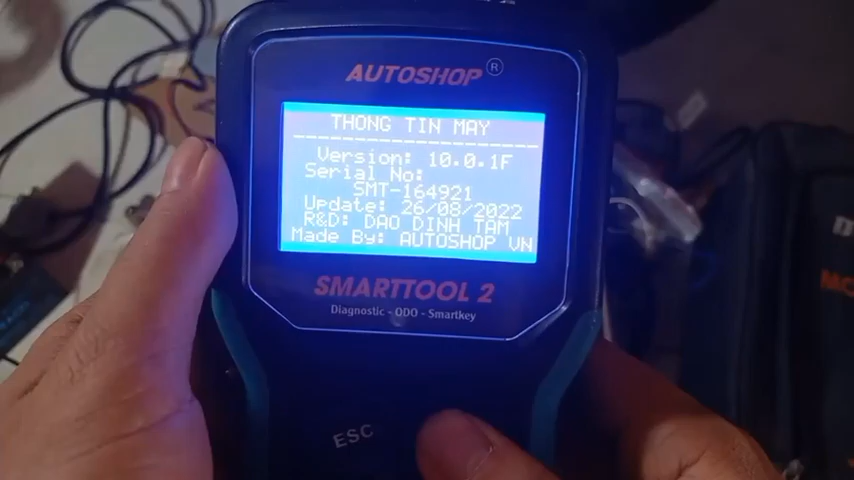 AUTOSHOP ®
THONG TIN MAY
Version: 10.0.1F
Serial No:
SMT-164921
Update: 26/08/2022
R&D: DAO DINH TAM
Made By: AUTOSHOP VN
SMARTTOOL 2
Diagnostic - ODO - Smartkey
ESC